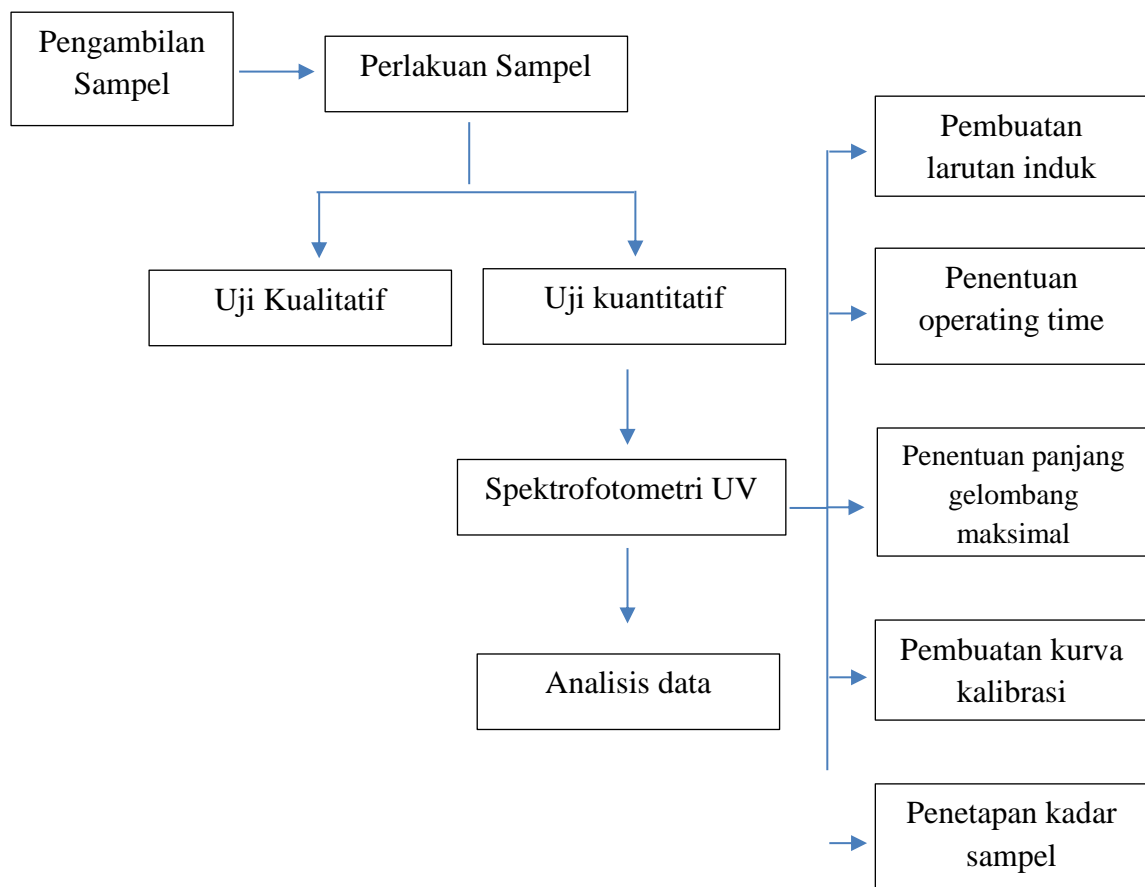 Pengambilan
Sampel
Perlakuan Sampel
Uji Kualitatif
Uji kuantitatif
Spektrofotometri UV
Analisis data
Pembuatan
larutan induk
Penentuan
operating time
Penentuan panjang
gelombang
maksimal
Pembuatan kurva
kalibrasi
Penetapan kadar
sampel